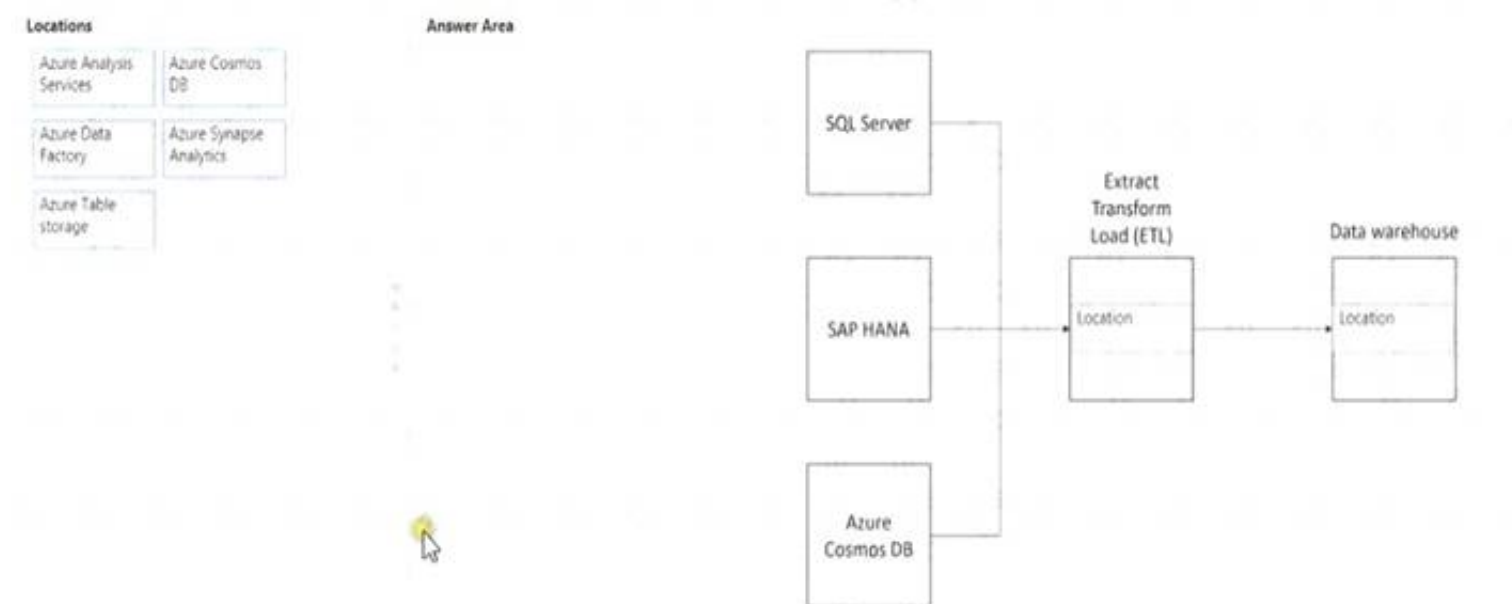 Locations
Answer Area
Azure Analysis
Services
Azure Cosmos
DB
Azure Data
Factory
Azure Synapse
Analytics
Azure Table
storage
SQL Server
SAP HANA
Azure
Cosmos DB
Extract
Transform
Load (ETL)
Location
Data warehouse
Location